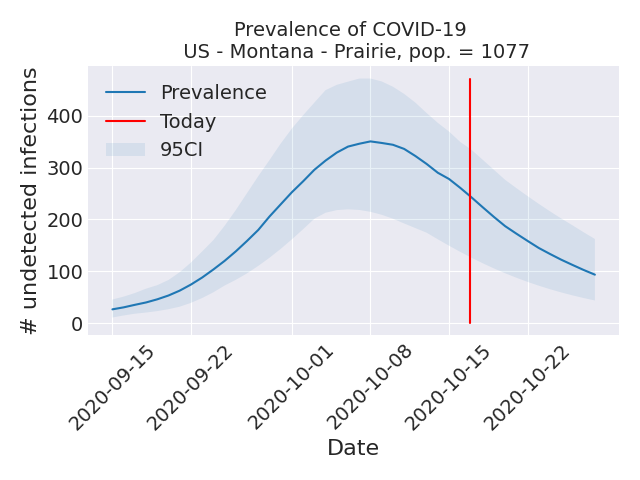 Prevalence of COVID-19
US - Montana - Prairie, pop. = 1077
# undetected infections
400
300
200
100
0
Prevalence
Today
95CI
2020-09-15
2020-09-22
2020-10-01
2020-10-08
2020-10-15
2020-10-22
Date